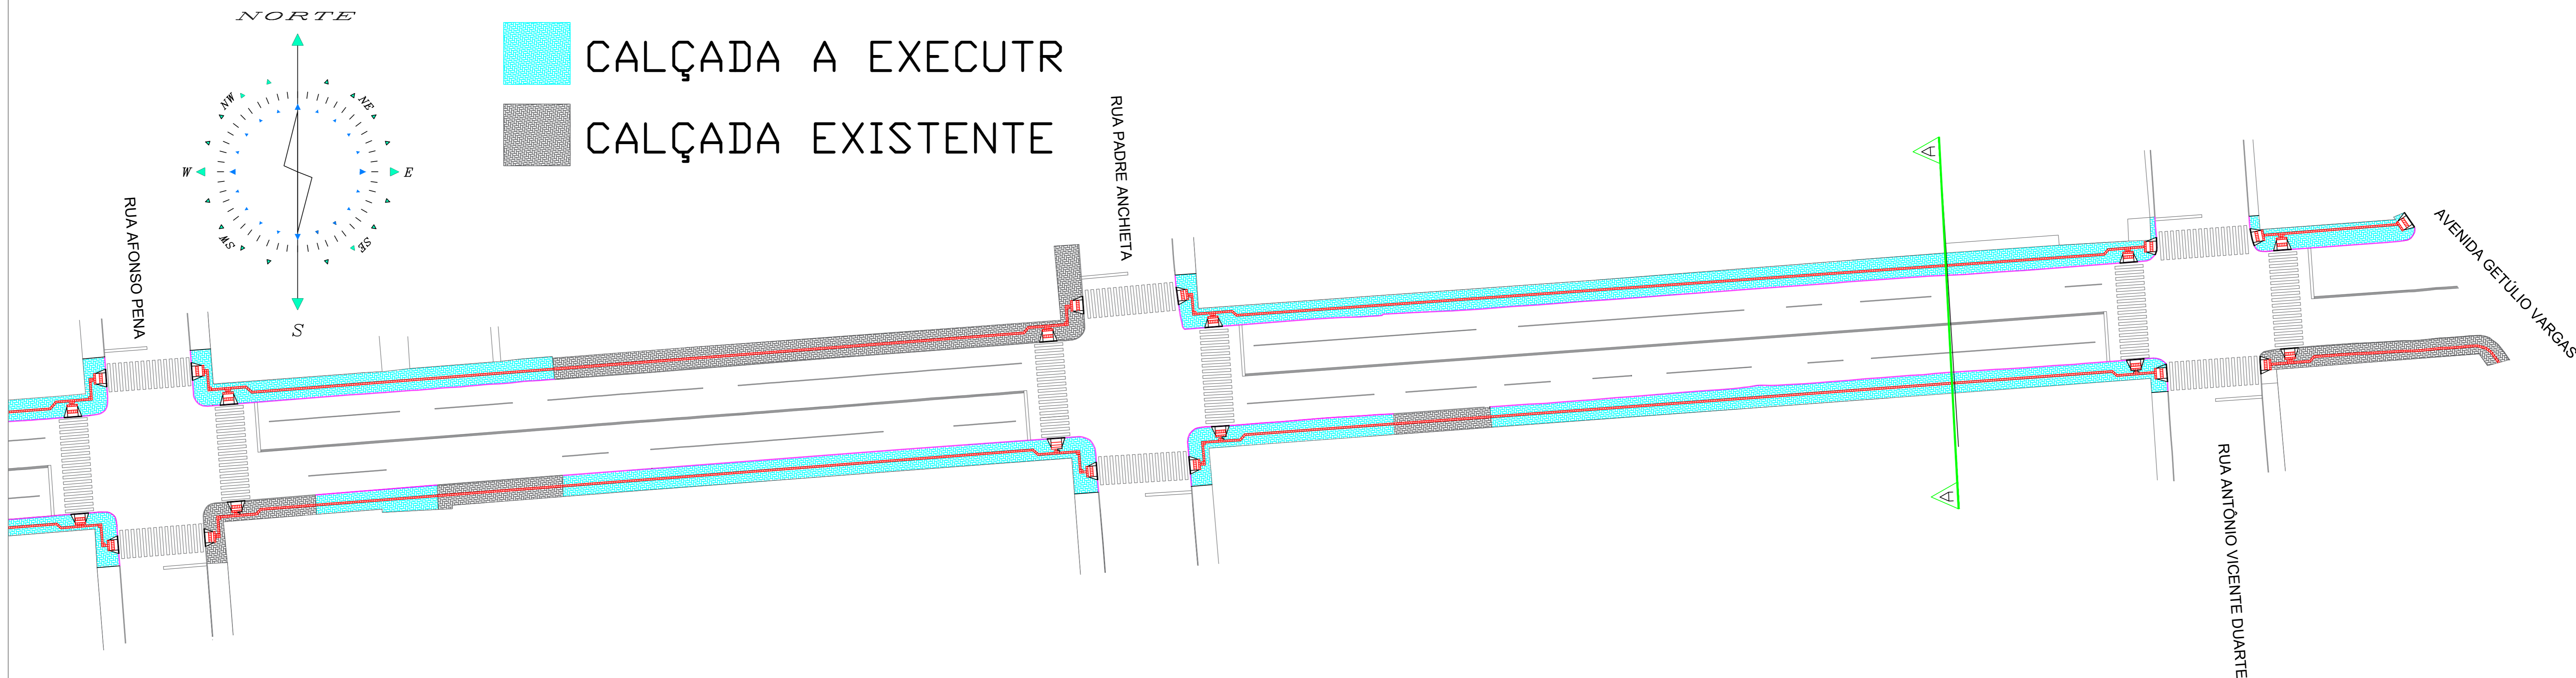 NORTE
NW
NE
W
E
SW
SE
S
CALÇADA A EXECUTR
CALÇADA EXISTENTE
RUA AFONSO PENA
RUA PADRE ANCHIETA
A
A
RUA ANTÔNIO VICENTE DUARTE
AVENIDA GETÚLIO VARGAS